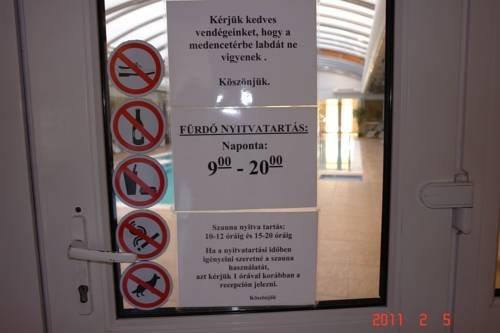 Kérjük kedves
vendégeinket, hogy a
medencetérbe labdát ne
vigyenek .
Köszönjük.
FÜRDŐ NYITVATARTÁS:
Naponta:
9⁰⁰ - 20⁰⁰
Szauna nyitva tartás:
10-12 óráig és 15-20 óráig
Ha a nyitvatartási időben
igényelni szeretné a szauna
használatát,
azt kérjük 1 órával korábban a
recepción jelezni.
Köszönjük
2011 2 5